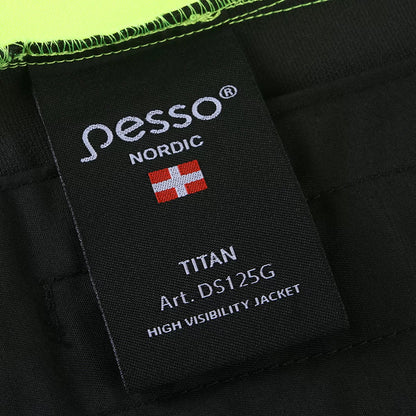 pesso®
NORDIC
TITAN
Art. DS125G
HIGH VISIBILITY JACKET